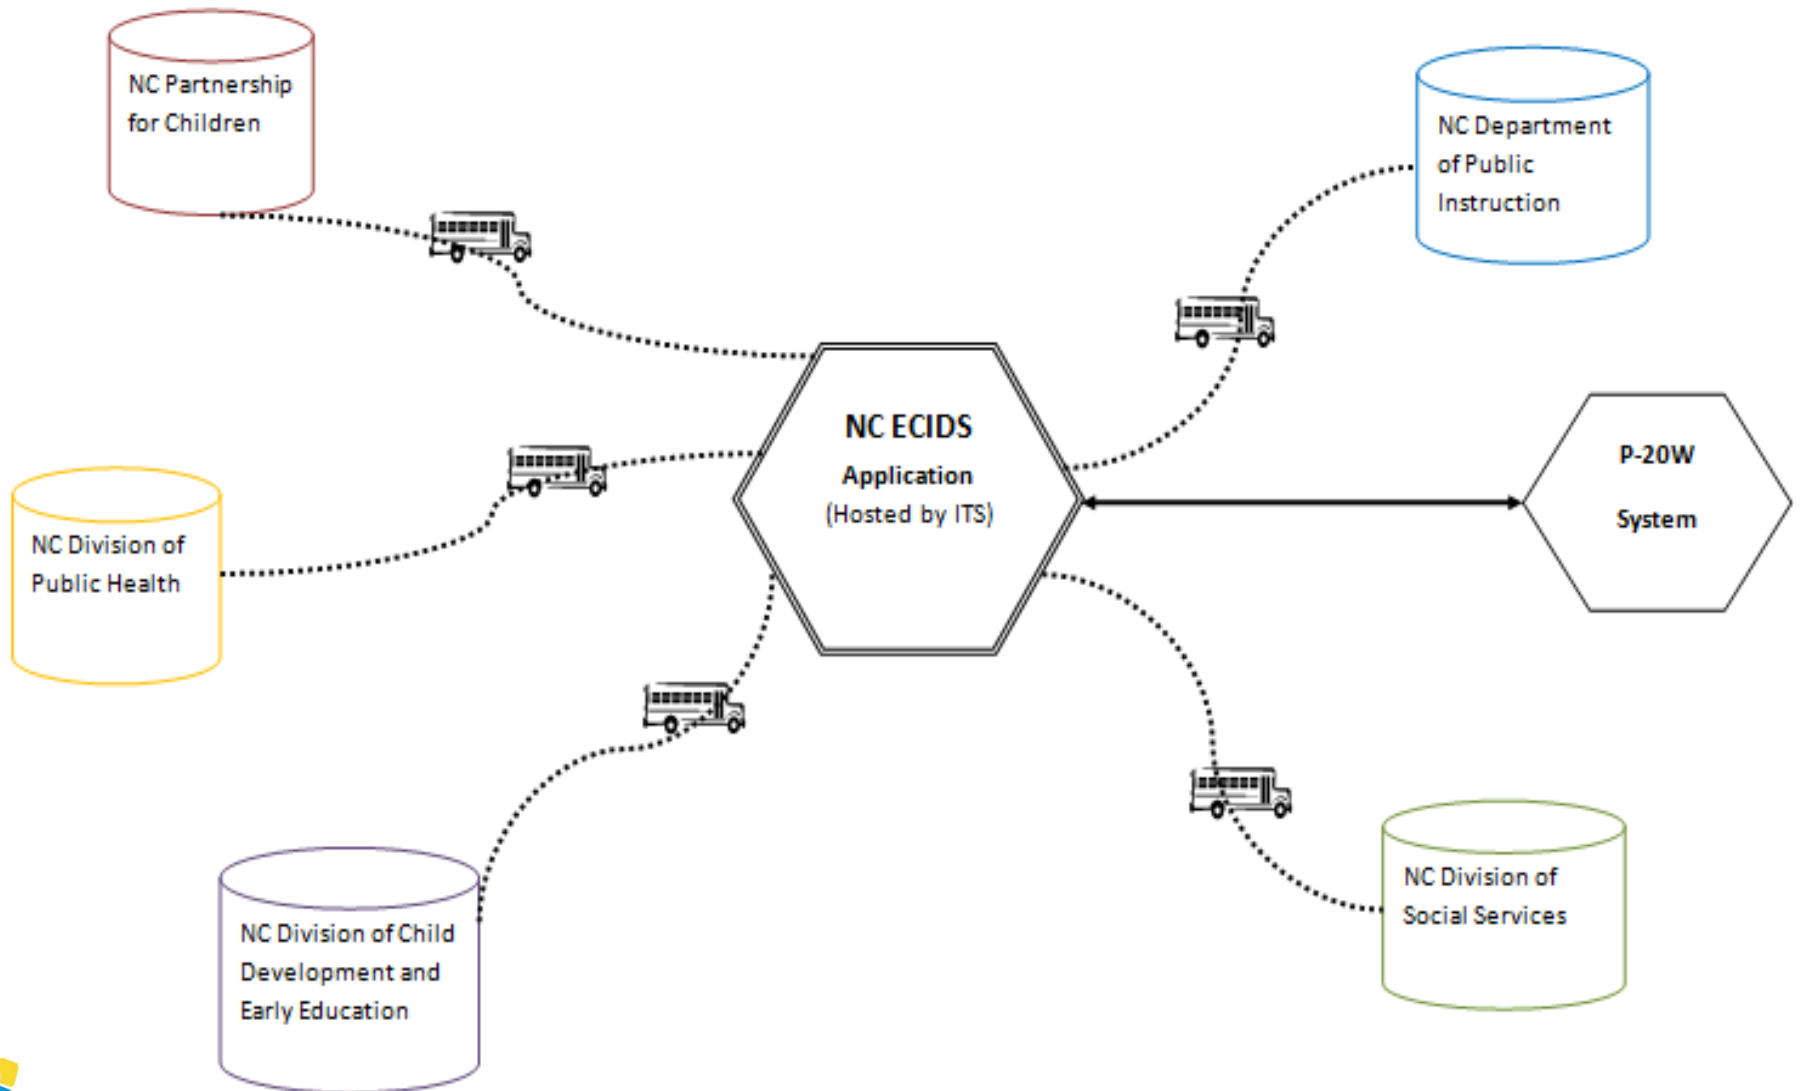 NC Partnership
for Children
NC Department
of Public
Instruction
NC ECIDS
Application
(Hosted by ITS)
P-20W
System
NC Division of
Public Health
NC Division of
Social Services
NC Division of Child
Development and
Early Education